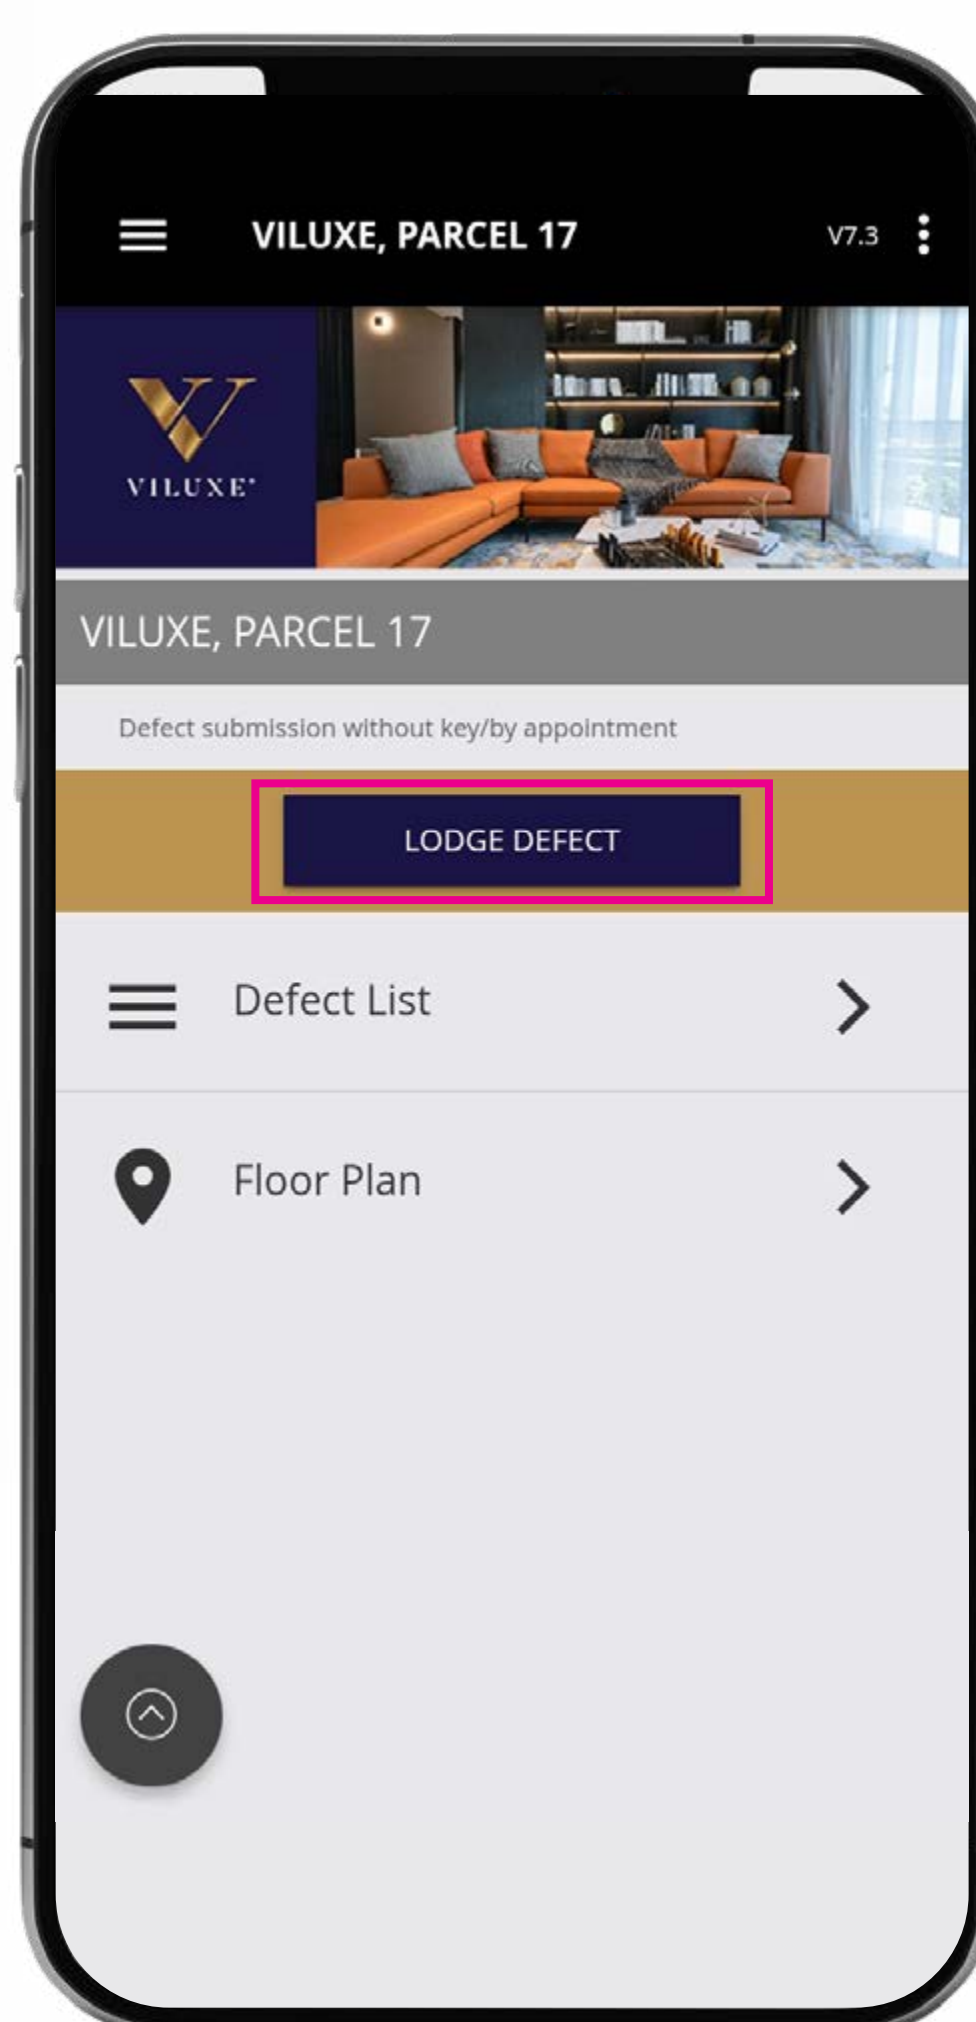 VILUXE, PARCEL 17
V7.3
VILUXE
VILUXE, PARCEL 17
Defect submission without key/by appointment
LODGE DEFECT
Defect List
Floor Plan